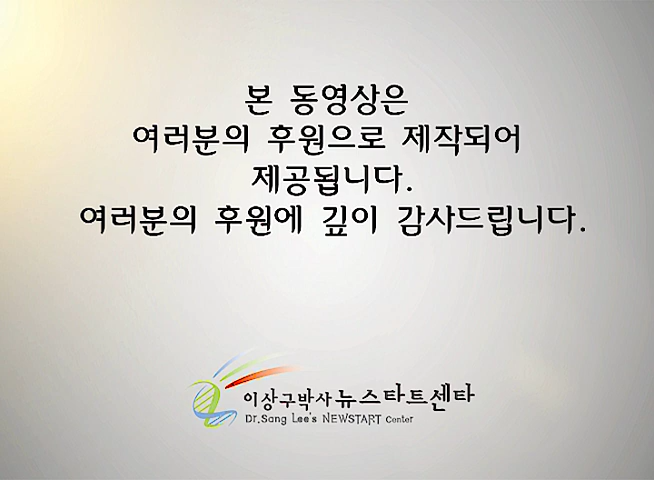 본 동영상은
여러분의 후원으로 제작되어
제공됩니다.
여러분의 후원에 깊이 감사드립니다.
이상구박사 뉴스타트센타
Dr.Sang Lee's NEWSTART Center